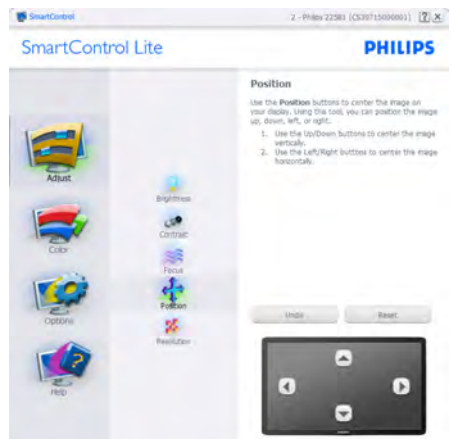 SmartControl
2 - Philips 225B1 (CS39715000001) ? X
SmartControl Lite
PHILIPS
Position
Use the Position buttons to center the image on
your display. Using this tool, you can position the image
up, down, left, or right.
1. Use the Up/Down buttons to center the image
vertically.
2. Use the Left/Right buttons to center the image
horizontally.
Adjust
Color
Options
Help
Brightness
Contrast
Focus
Position
Resolution
Undo
Reset